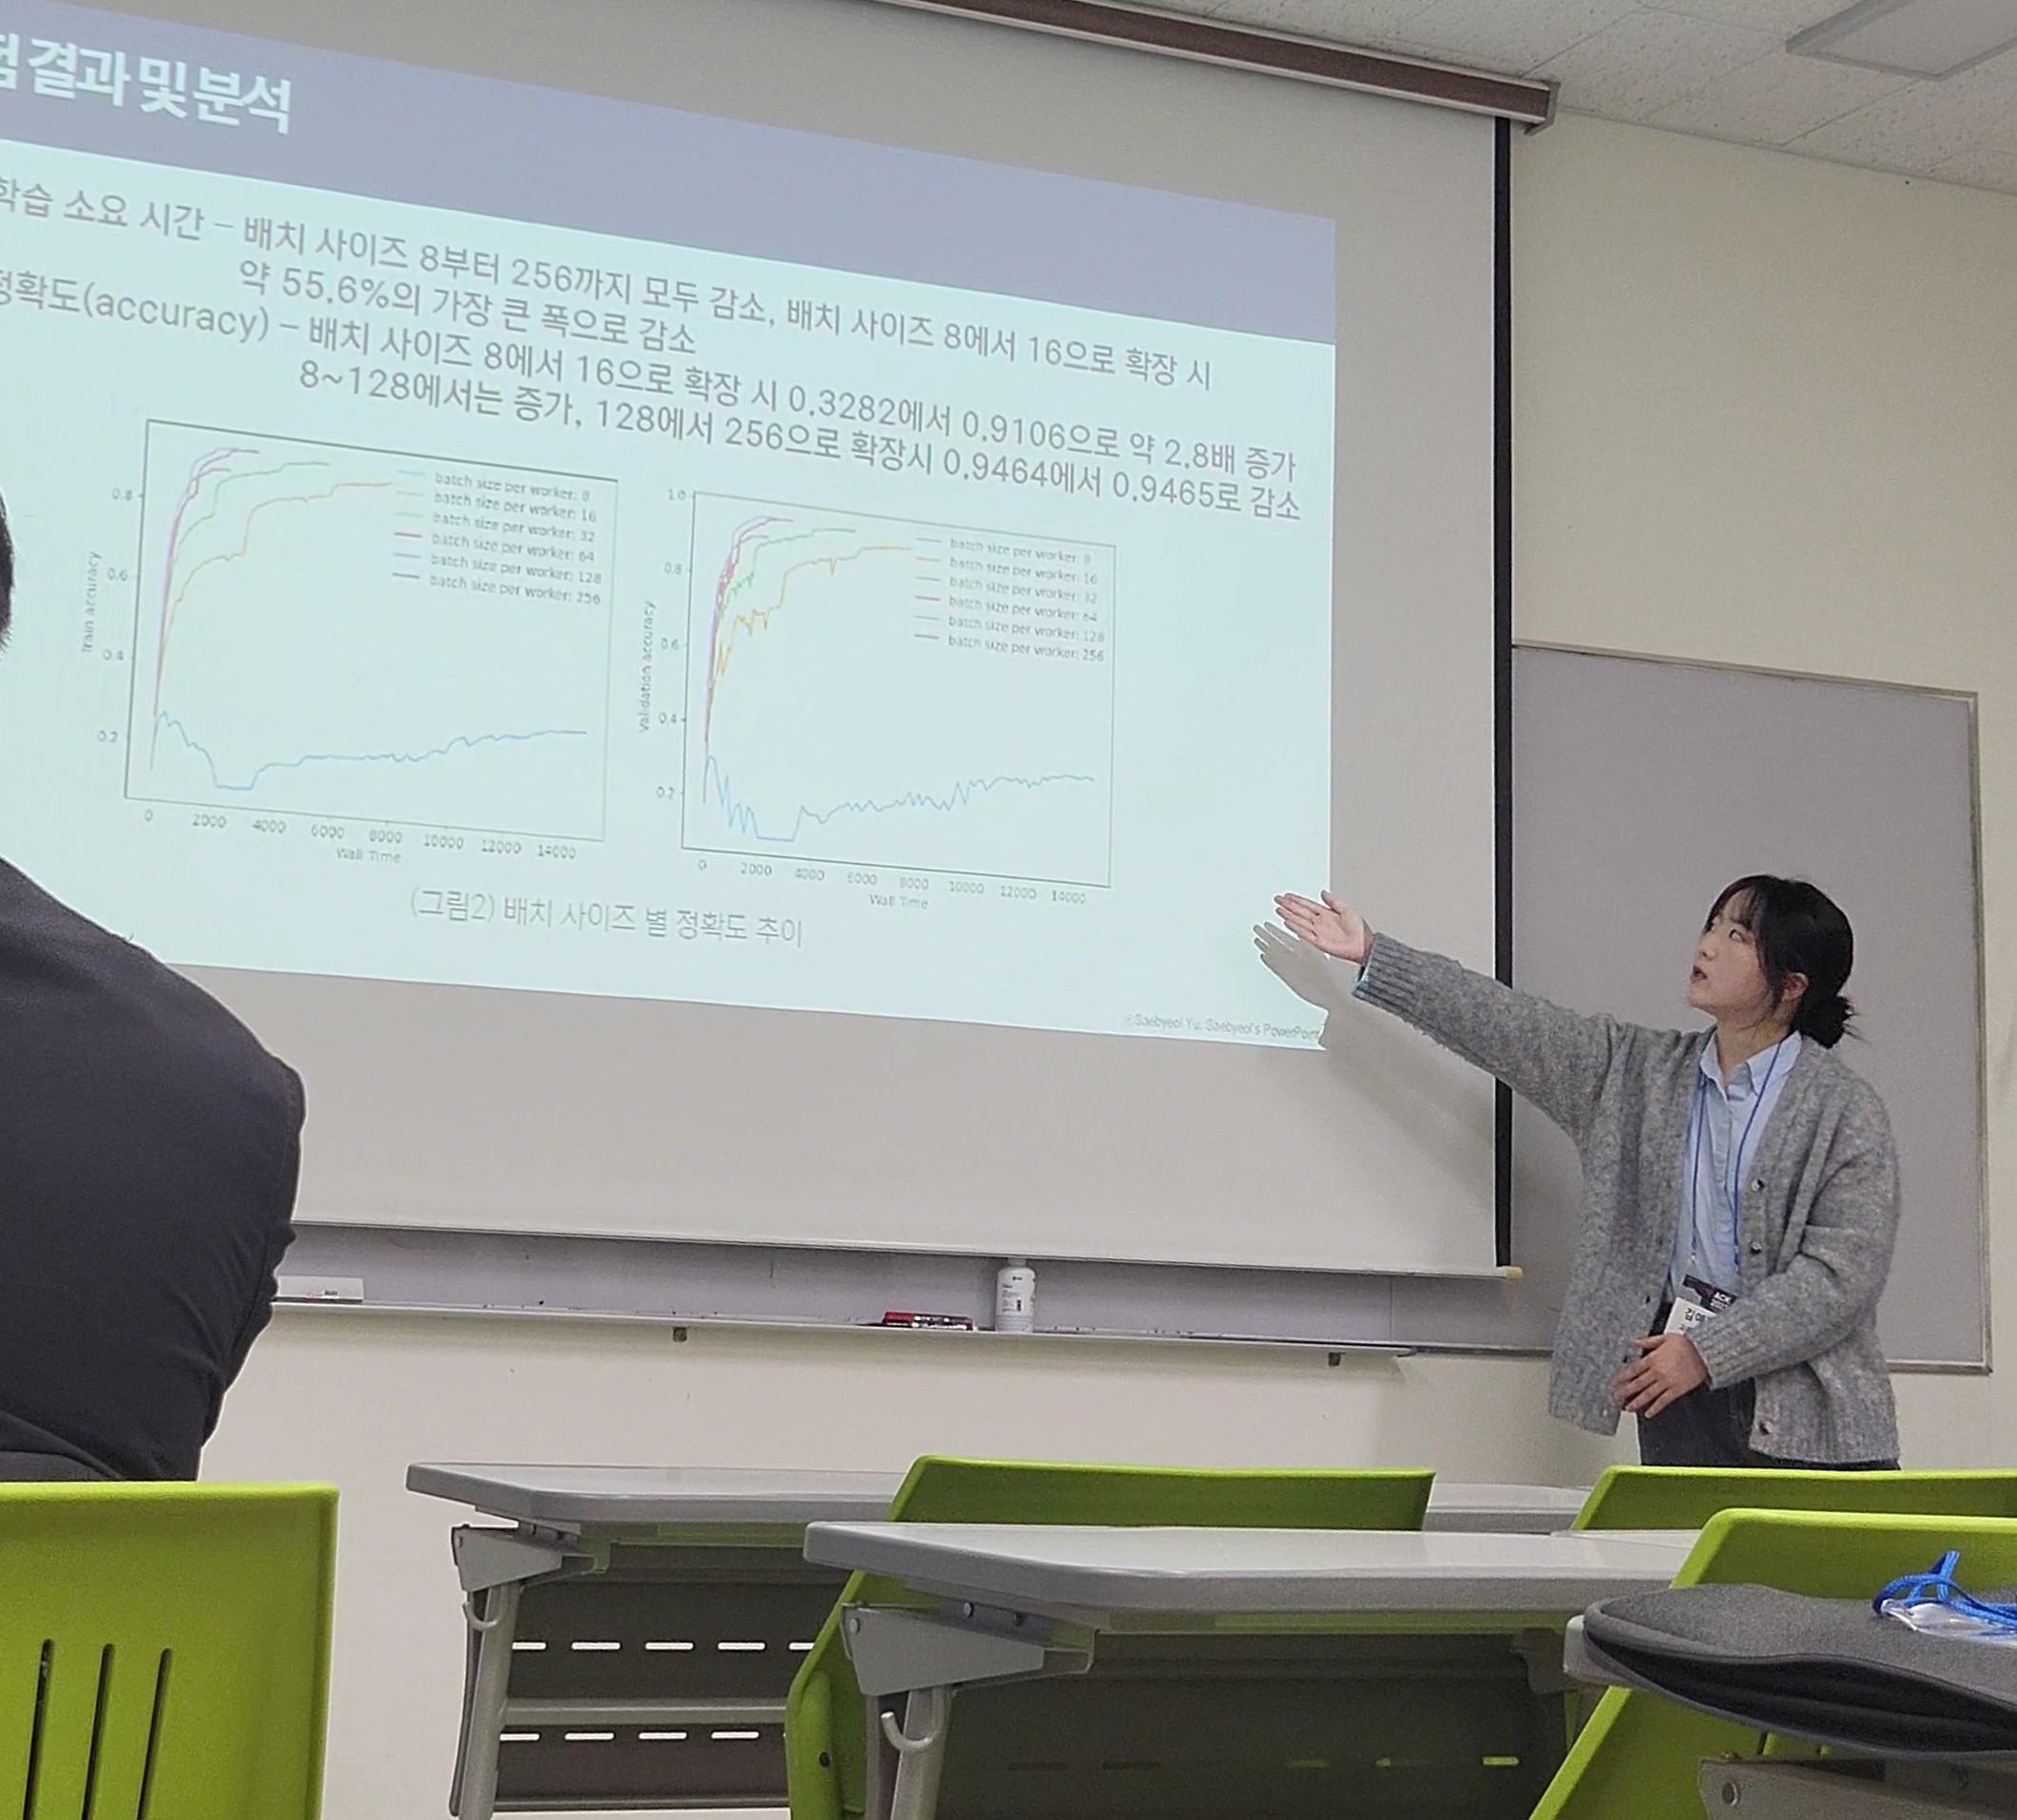 결과 및 분석
학습 소요 시간 – 배치 사이즈 8부터 256까지 모두 감소, 배치 사이즈 8에서 16으로 확장 시
약 55.6%의 가장 큰 폭으로 감소
정확도(accuracy) – 배치 사이즈 8에서 16으로 확장 시 0.3282에서 0.9106으로 약 2.8배 증가
8~128에서는 증가, 128에서 256으로 확장시 0.9464에서 0.9465로 감소
0.8
0.6
0.4
0.2
Train accuracy
batch size per worker: 8
batch size per worker: 16
batch size per worker: 32
batch size per worker: 64
batch size per worker: 128
batch size per worker: 256
0 2000 4000 6000 8000 10000 12000 14000
Wall Time
1.0
0.8
0.6
0.4
0.2
Validation accuracy
batch size per worker: 8
batch size per worker: 16
batch size per worker: 32
batch size per worker: 64
batch size per worker: 128
batch size per worker: 256
0 2000 4000 6000 8000 10000 12000 14000
Wall Time
(그림2) 배치 사이즈 별 정확도 추이
ⓒSaebyeol Yu. Saebyeol's PowerPoint
ACK
김예